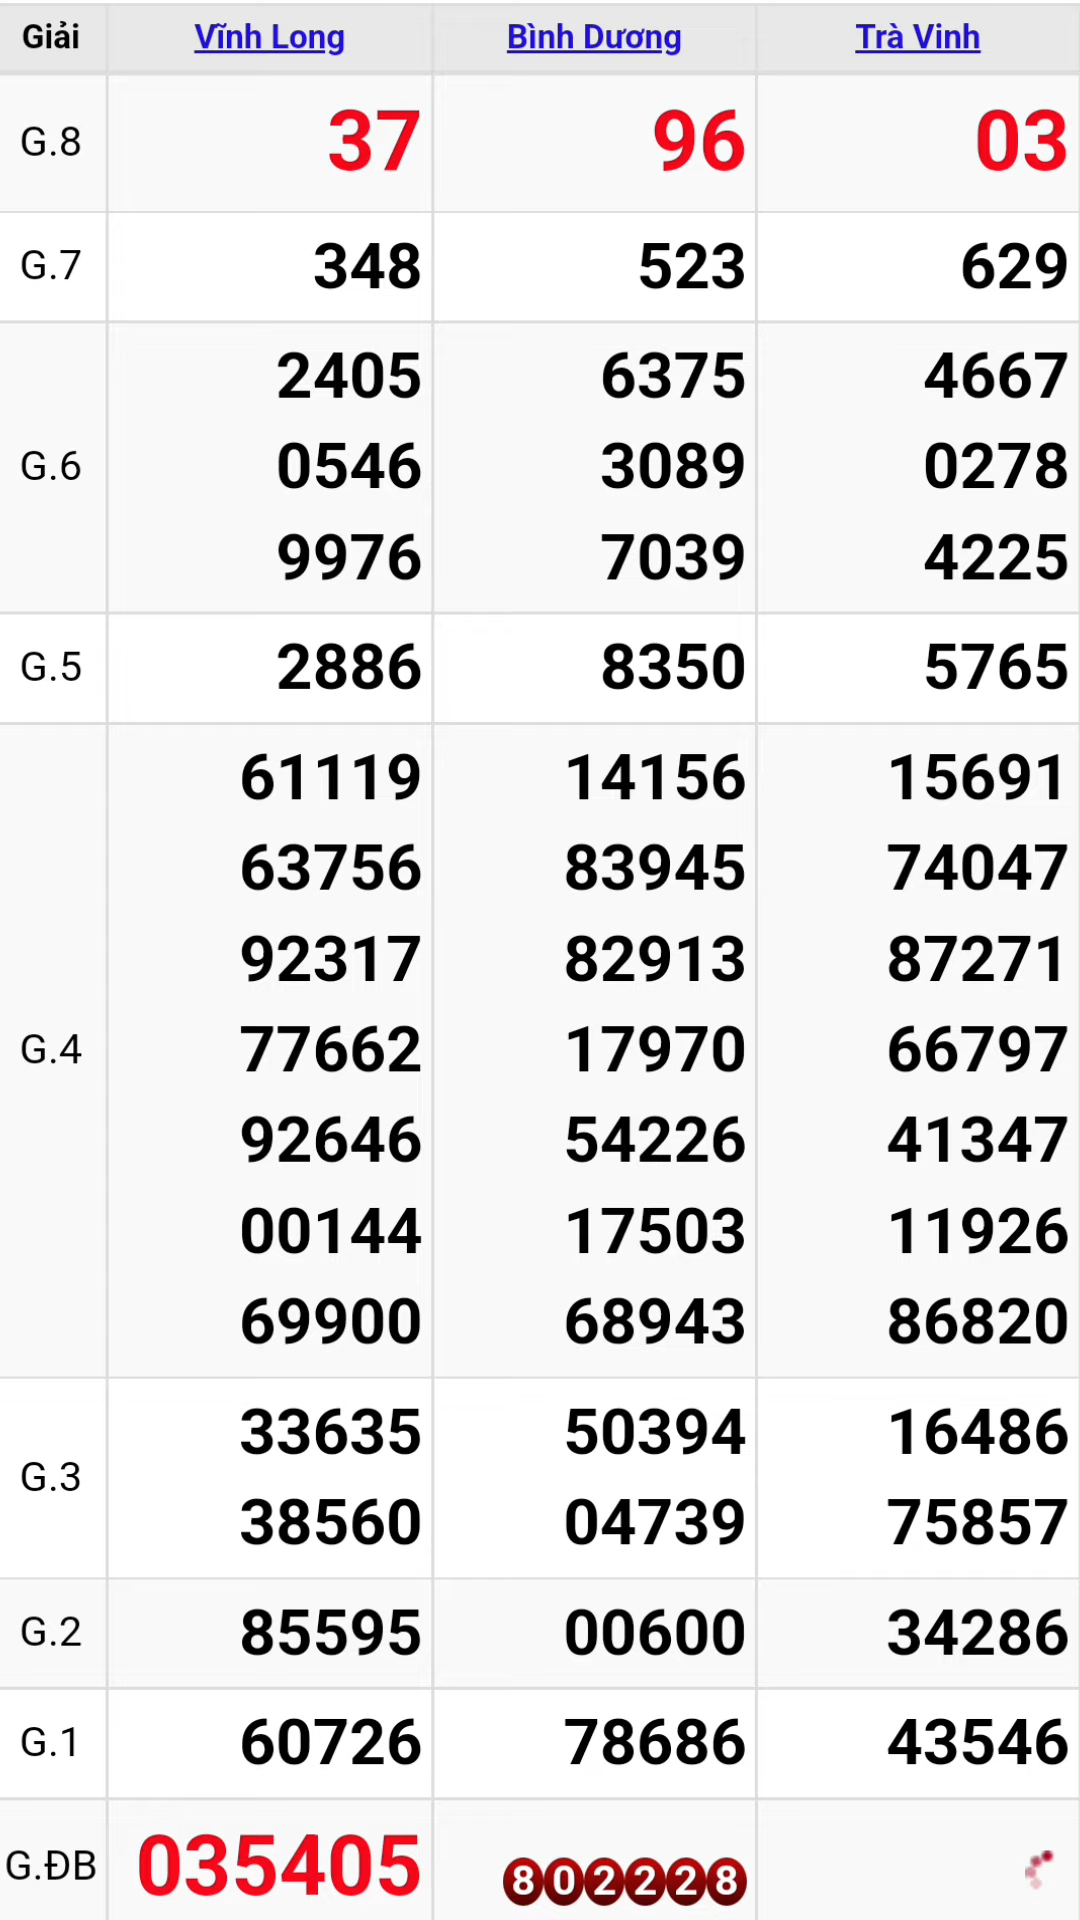 Giải Vĩnh Long Bình Dương Trà Vinh
G.8 37 96 03
G.7 348 523 629
G.6 2405 6375 4667
0546 3089 0278
9976 7039 4225
G.5 2886 8350 5765
G.4 61119 14156 15691
63756 83945 74047
92317 82913 87271
77662 17970 66797
92646 54226 41347
00144 17503 11926
69900 68943 86820
G.3 33635 50394 16486
38560 04739 75857
G.2 85595 00600 34286
G.1 60726 78686 43546
G.ĐB 035405 802228